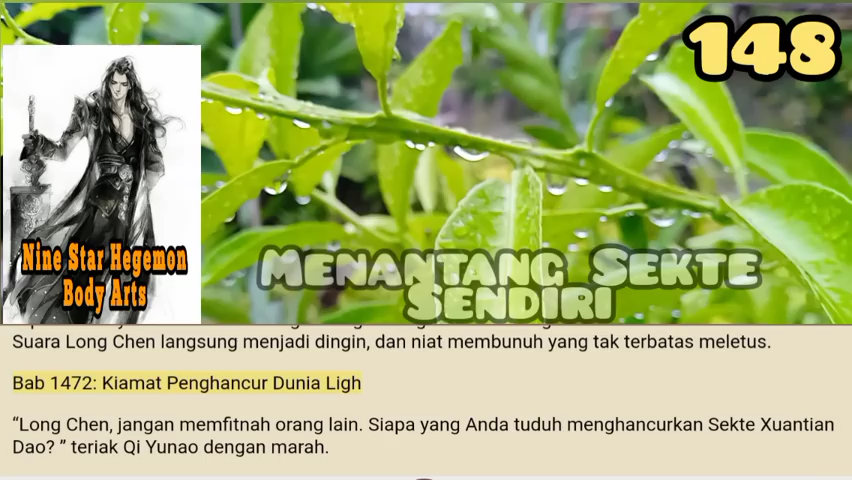 148
Nine Star Hegemon
Body Arts
Menantang Sekte
Sendiri
Suara Long Chen langsung menjadi dingin, dan niat membunuh yang tak terbatas meletus.
Bab 1472: Kiamat Penghancur Dunia Ligh
“Long Chen, jangan memfitnah orang lain. Siapa yang Anda tuduh menghancurkan Sekte Xuantian
Dao? ” teriak Qi Yunao dengan marah.